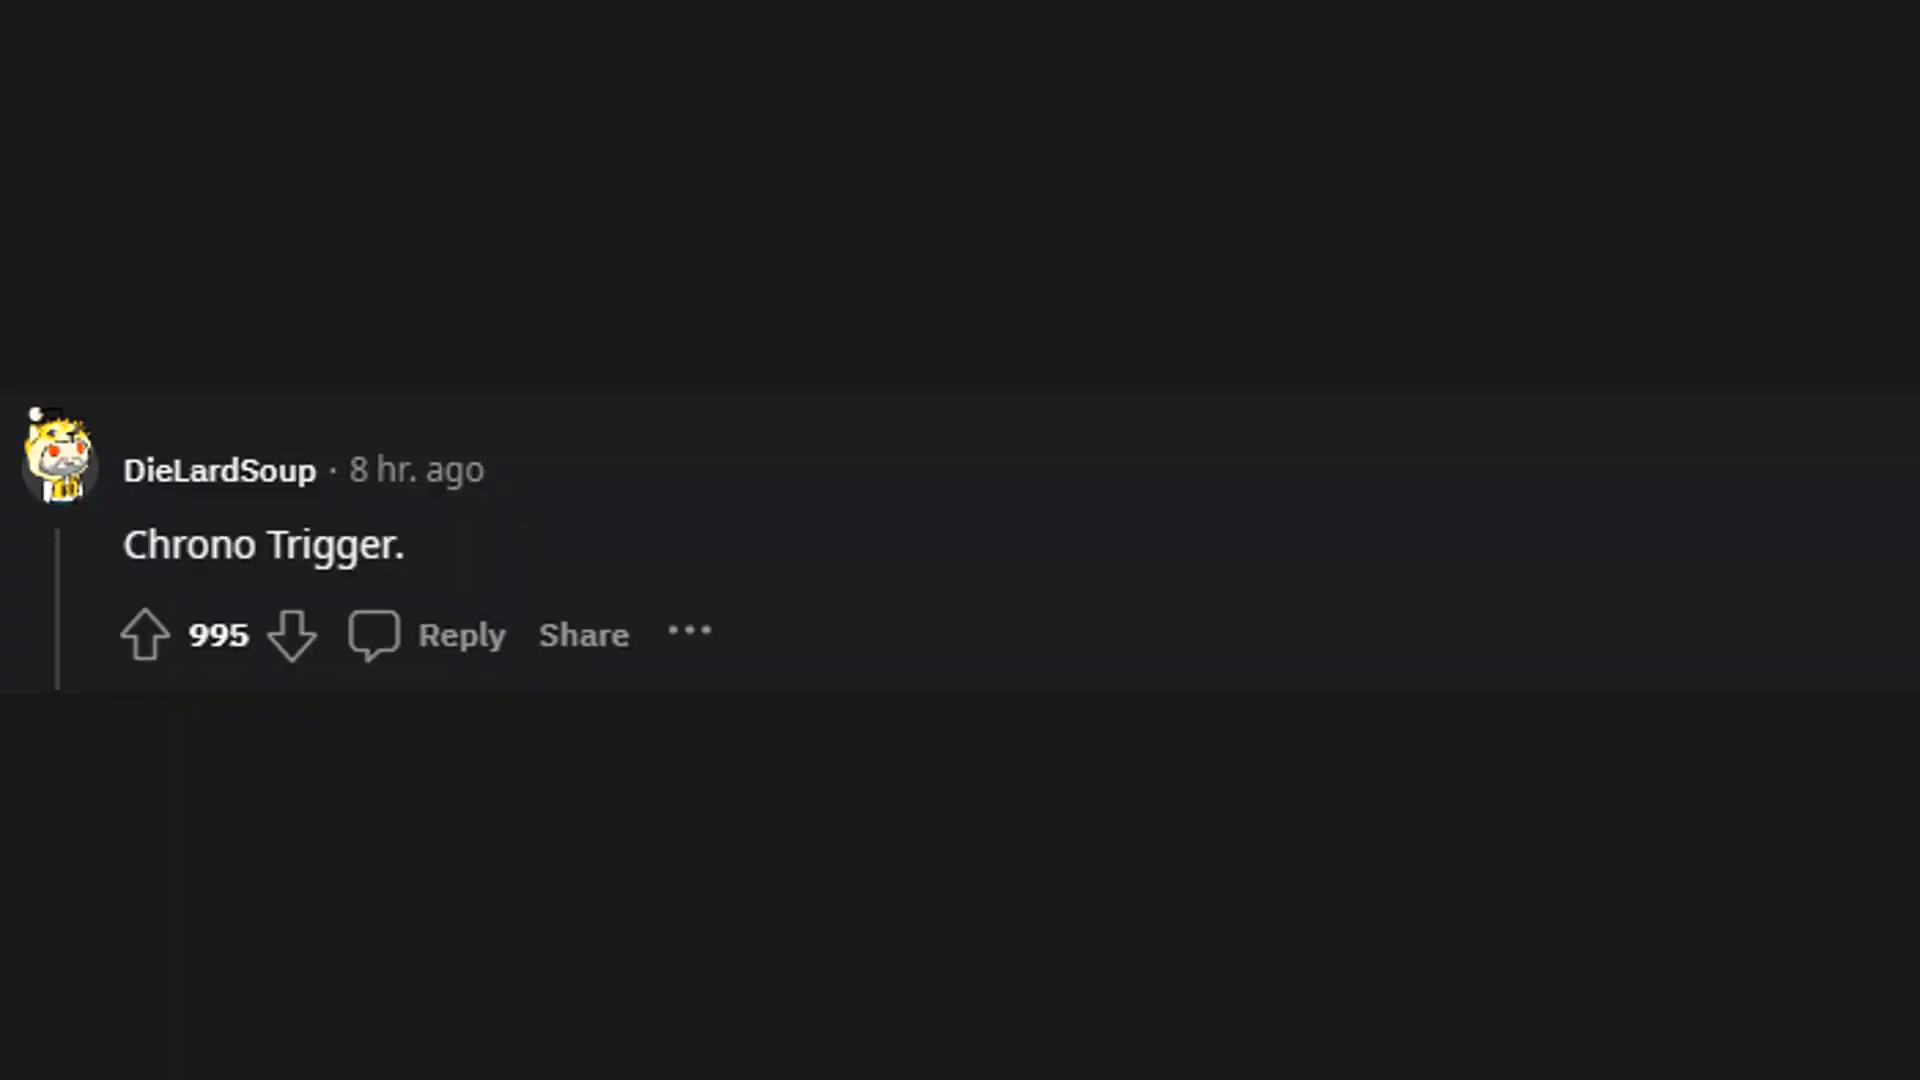 DieLardSoup · 8 hr. ago
Chrono Trigger.
995 Reply Share ...